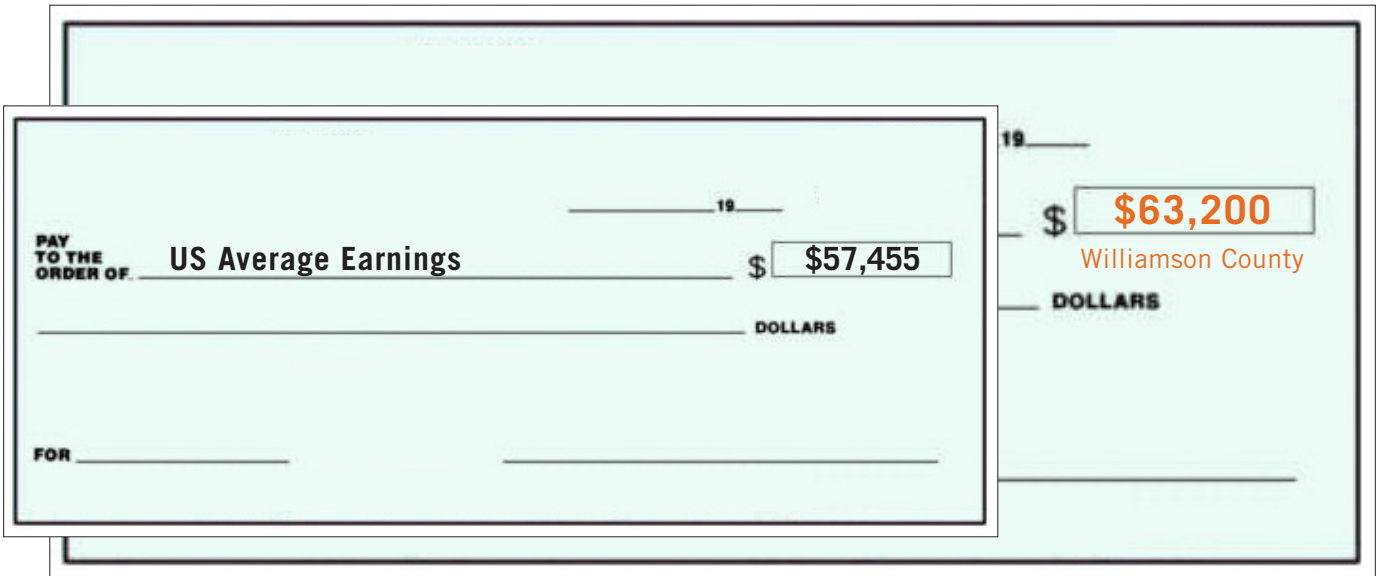 19
$ $63,200
Williamson County
DOLLARS
19
PAY
TO THE
ORDER OF US Average Earnings $ $57,455
DOLLARS
FOR